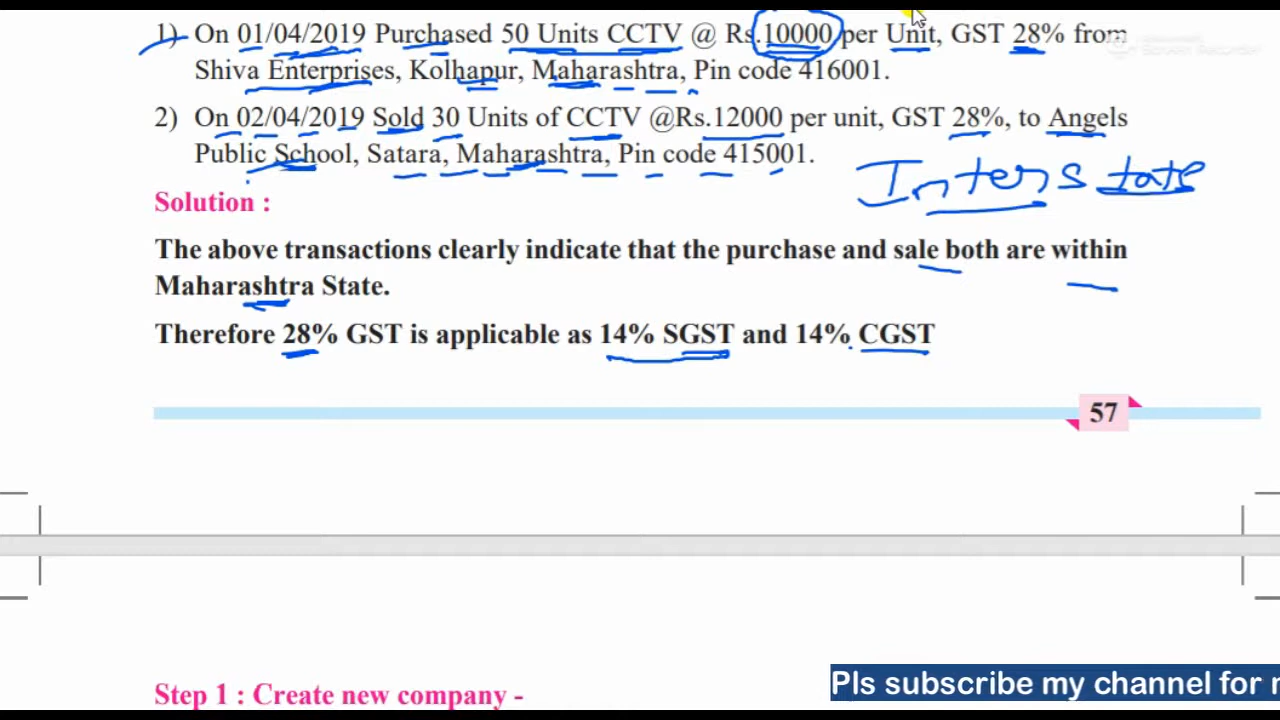 1) On 01/04/2019 Purchased 50 Units CCTV @ Rs.10000 per Unit, GST 28% from
Shiva Enterprises, Kolhapur, Maharashtra, Pin code 416001.
2) On 02/04/2019 Sold 30 Units of CCTV @Rs.12000 per unit, GST 28%, to Angels
Public School, Satara, Maharashtra, Pin code 415001.
Inters tate
Solution :
The above transactions clearly indicate that the purchase and sale both are within
Maharashtra State.
Therefore 28% GST is applicable as 14% SGST and 14% CGST
57
Step 1 : Create new company -
Pls subscribe my channel for